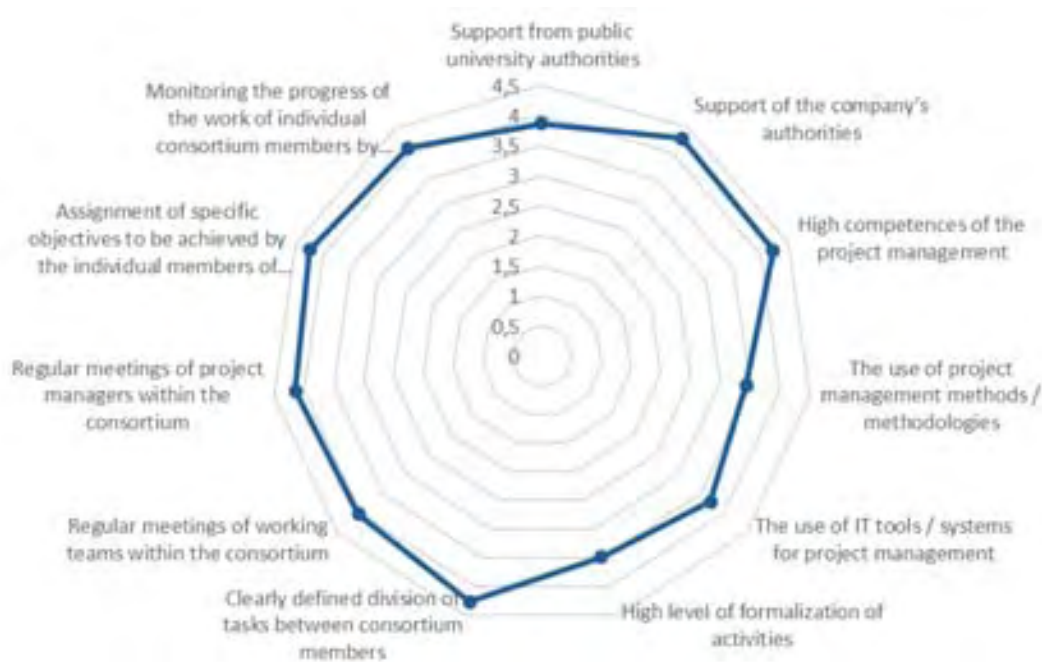 Support from public
university authorities
Support of the company's
authorities
High competences of the
project management
The use of project
management methods /
methodologies
The use of IT tools / systems
for project management
High level of formalization of
activities
Clearly defined division of
tasks between consortium
members
Regular meetings of working
teams within the consortium
Regular meetings of project
managers within the
consortium
Assignment of specific
objectives to be achieved by
the individual members of...
Monitoring the progress of
the work of individual
consortium members by...
4,5
4
3,5
3
2,5
2
1,5
1
0,5
0